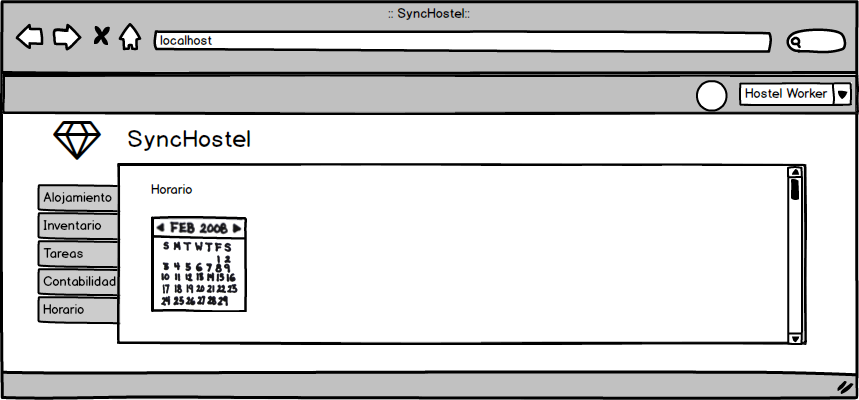 :: SyncHostel::
localhost
Hostel Worker
SyncHostel
Alojamiento
Inventario
Tareas
Contabilidad
Horario
Horario
FEB 2008
S M T W T F S
1 2
3 4 5 6 7 8 9
10 11 12 13 14 15 16
17 18 19 20 21 22 23
24 25 26 27 28 29